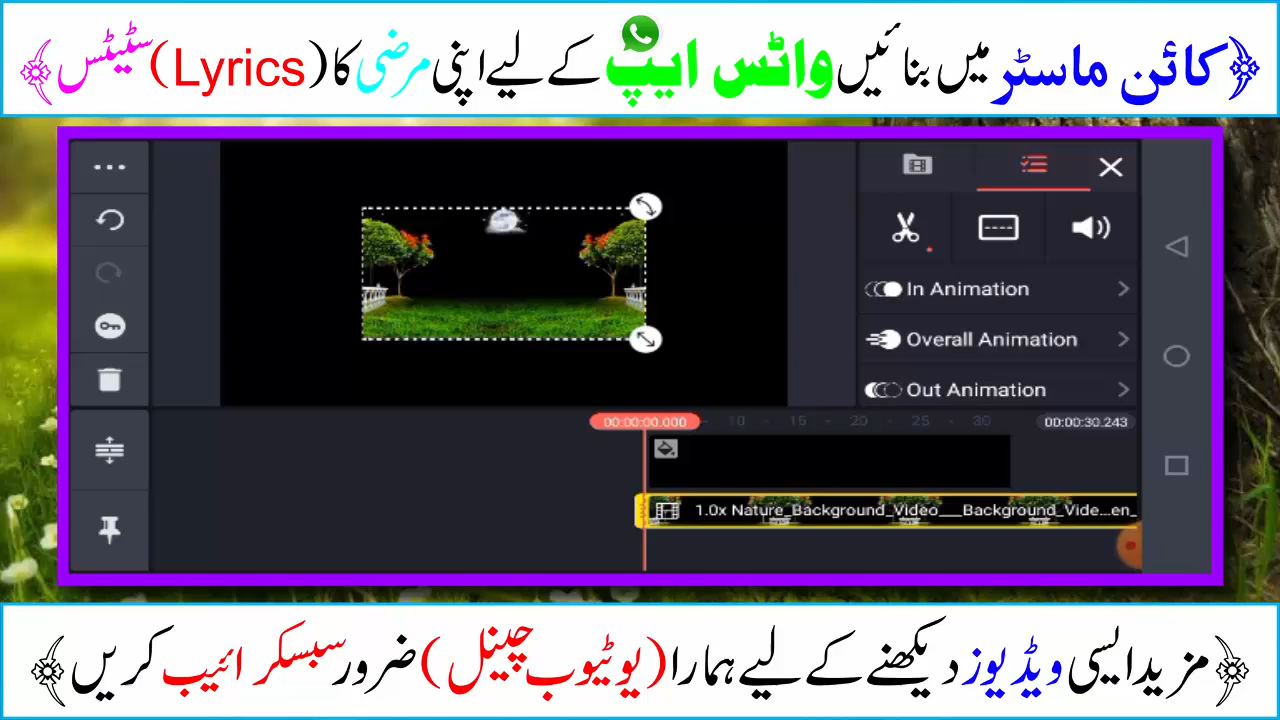 ﴿کائن ماسٹر میں بنائیں واٹس ایپ کے لیے اپنی مرضی کا (Lyrics) سٹیٹس﴾
In Animation
Overall Animation
Out Animation
00:00:00.000 10 15 20 25 30 00:00:30.243
1.0x Nature_Background_Video___Background_Vide...en_
﴿مزید ایسی ویڈیوز دیکھنے کے لیے ہمارا (یوٹیوب چینل) ضرور سبسکرائیب کریں﴾